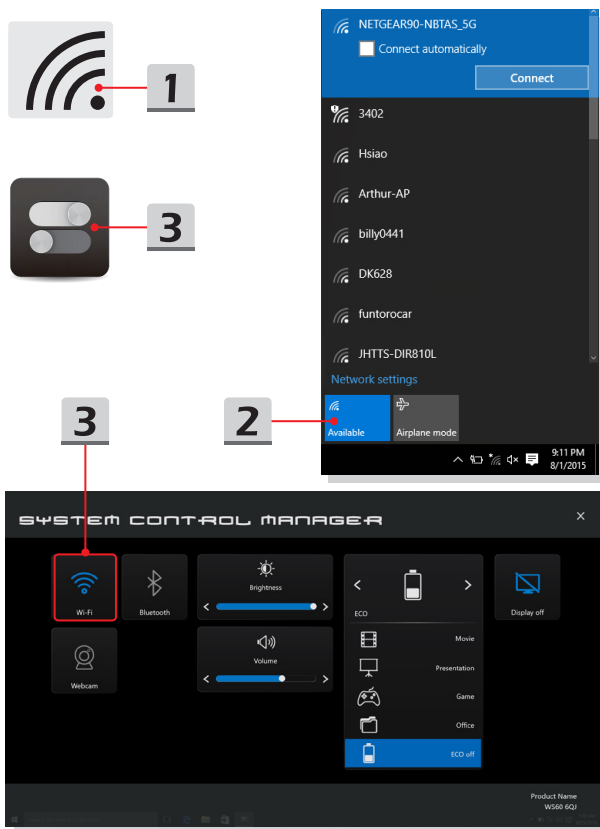 1
3
NETGEAR90-NBTAS_5G
Connect automatically
Connect
3402
Hsiao
Arthur-AP
billy0441
DK628
funtorocar
JHTTS-DIR810L
Network settings
Available
Airplane mode
9:11 PM
8/1/2015
2
3
SYSTEM CONTROL MANAGER
Wi-Fi
Bluetooth
Brightness
ECO
Display off
Webcam
Volume
Movie
Presentation
Game
Office
ECO off
Product Name
WS60 6QJ